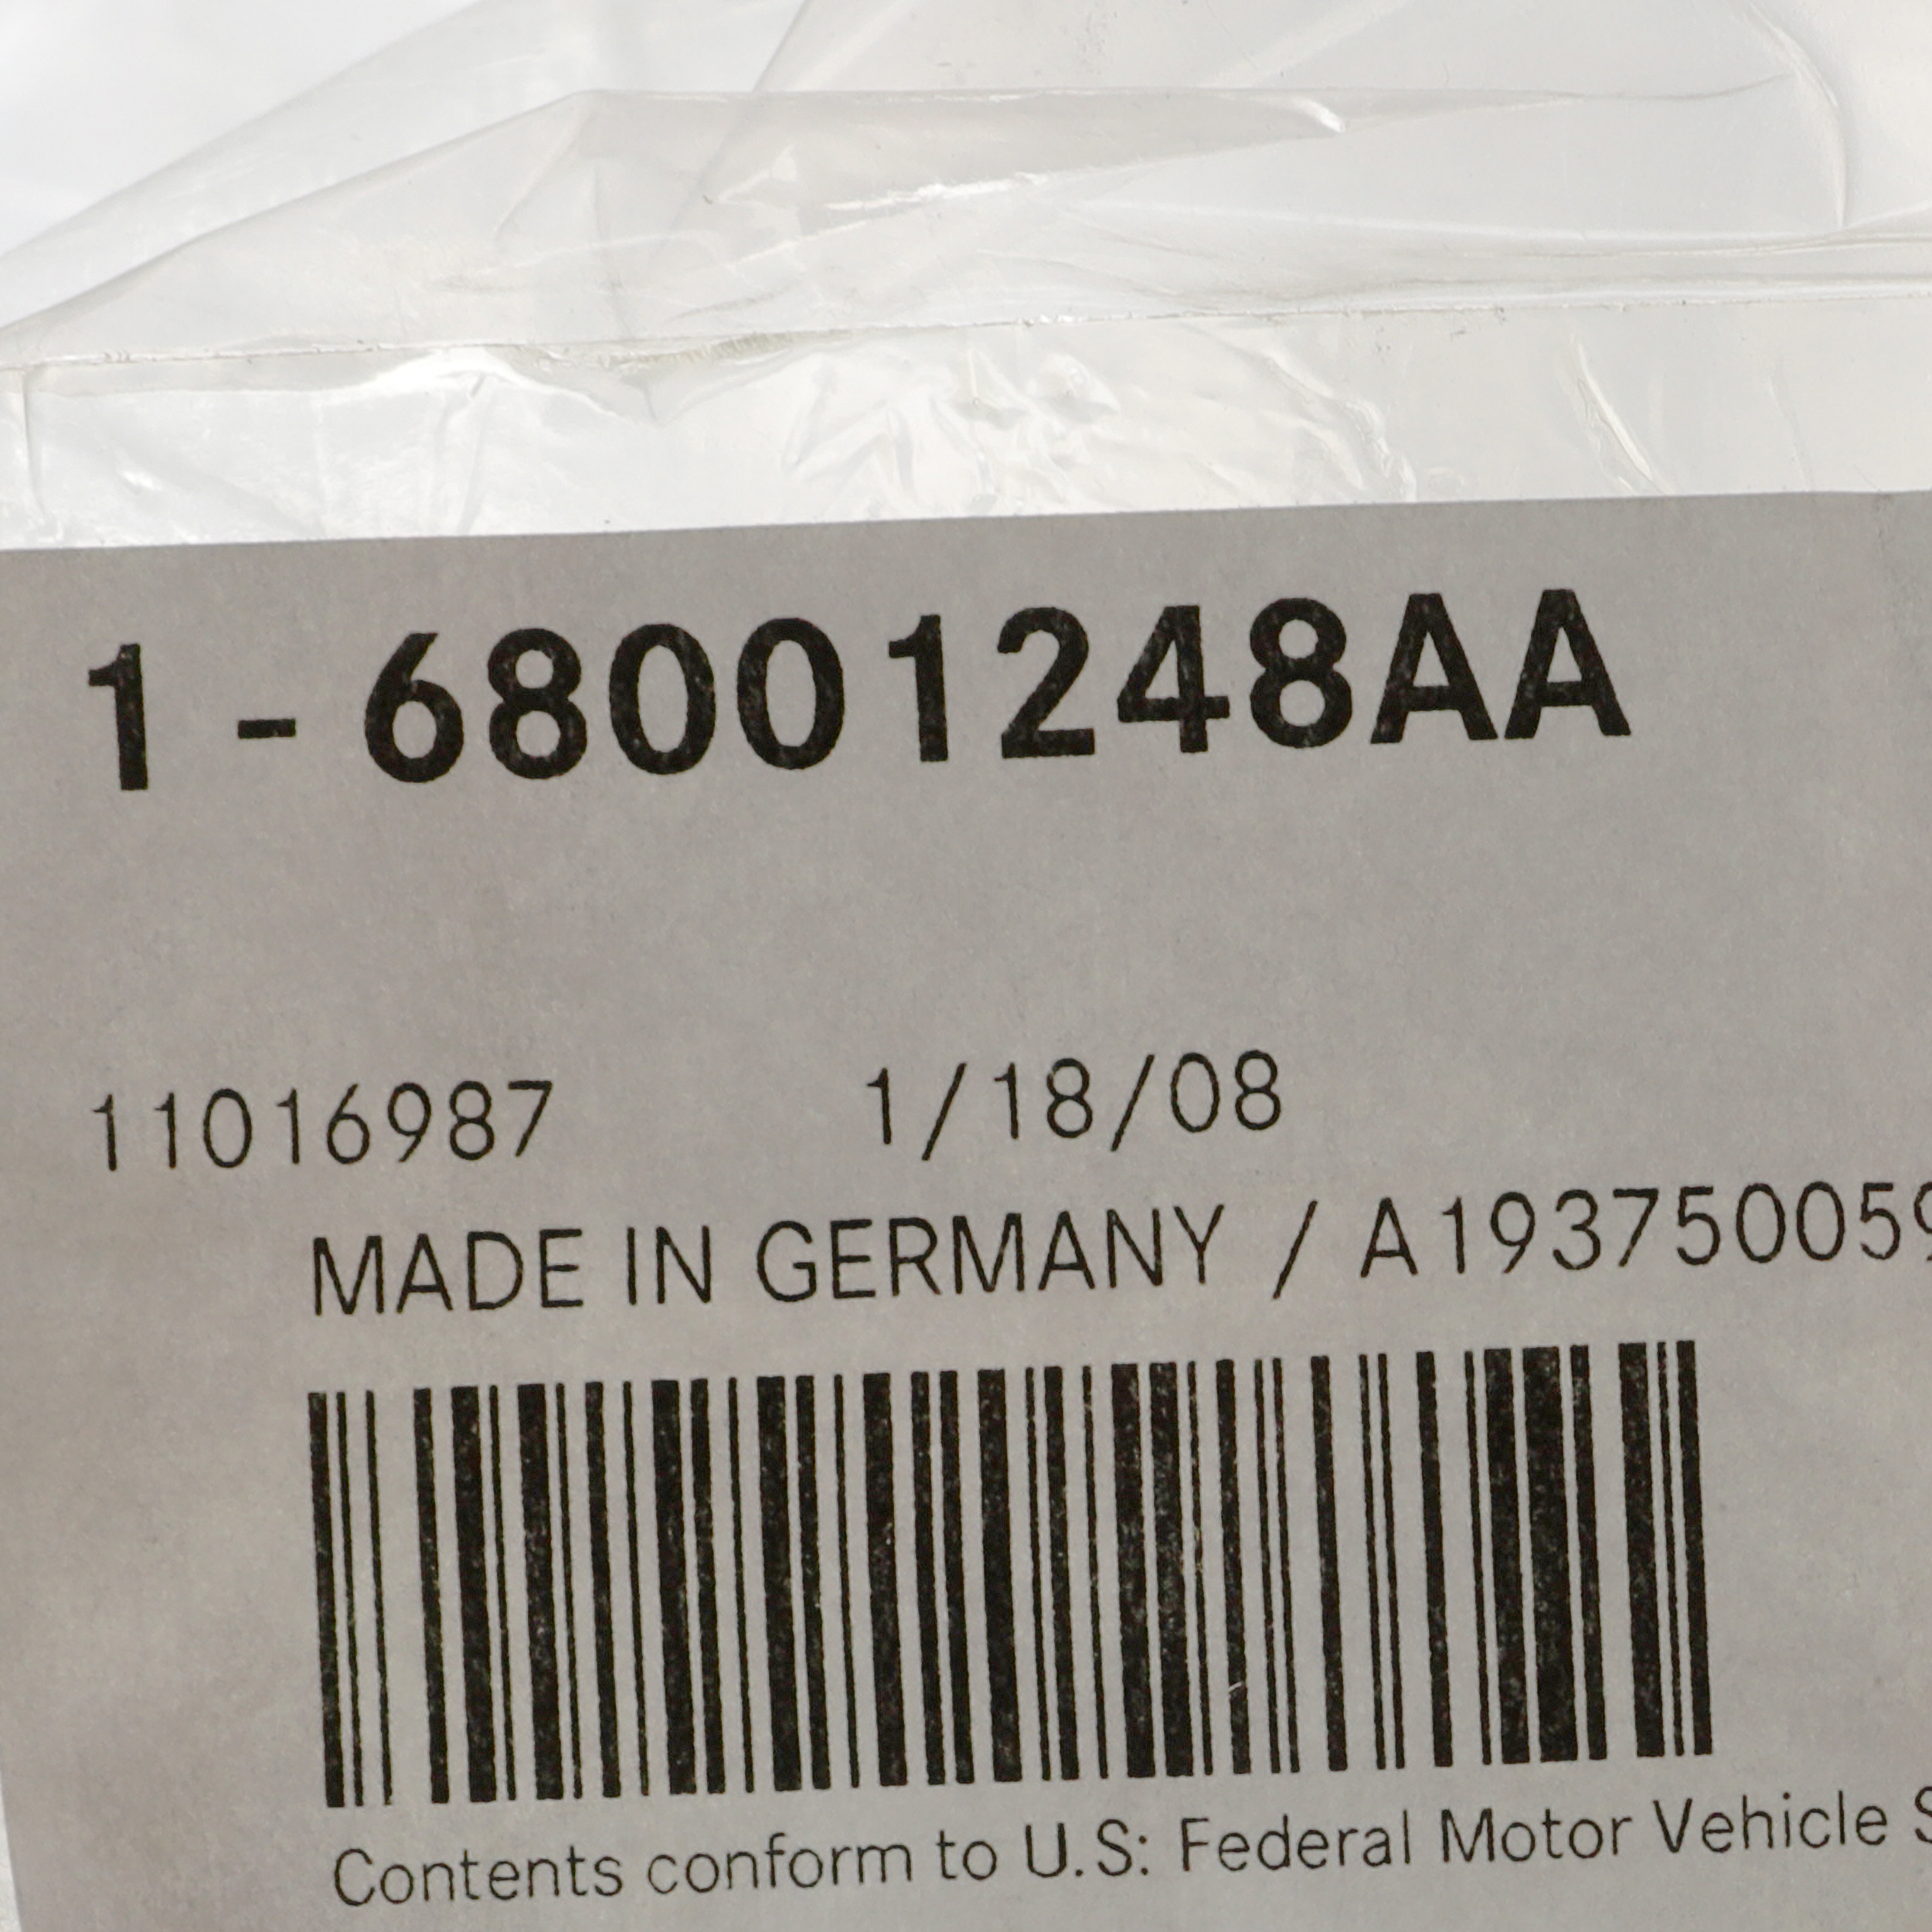 1 - 68001248AA
11016987 1/18/08
MADE IN GERMANY / A193750059
Contents conform to U.S: Federal Motor Vehicle